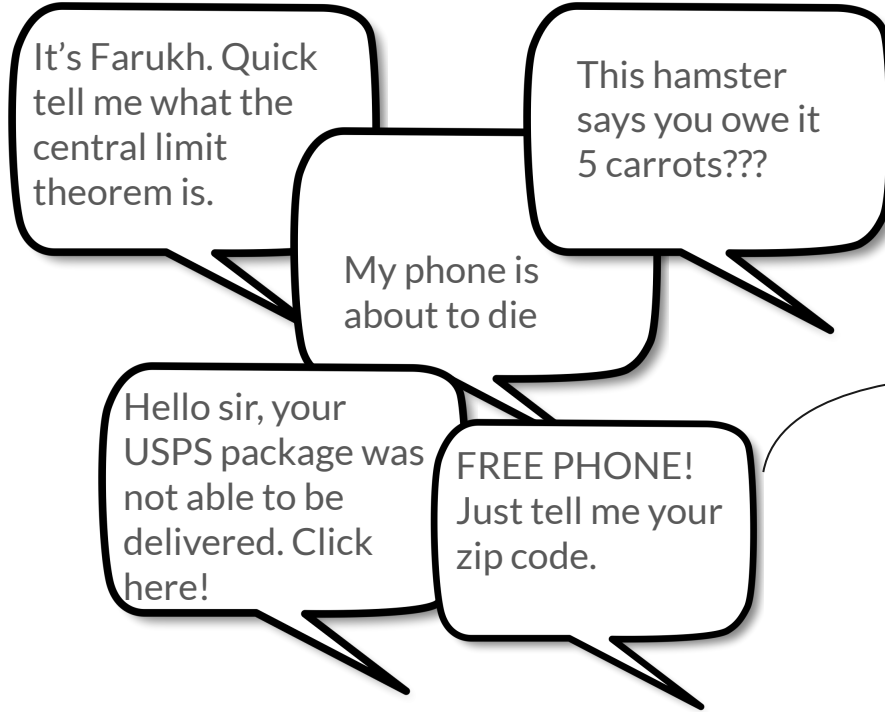 It’s Farukh. Quick
tell me what the
central limit
theorem is.
This hamster
says you owe it
5 carrots???
My phone is
about to die
Hello sir, your
USPS package was
not able to be
delivered. Click
here!
FREE PHONE!
Just tell me your
zip code.